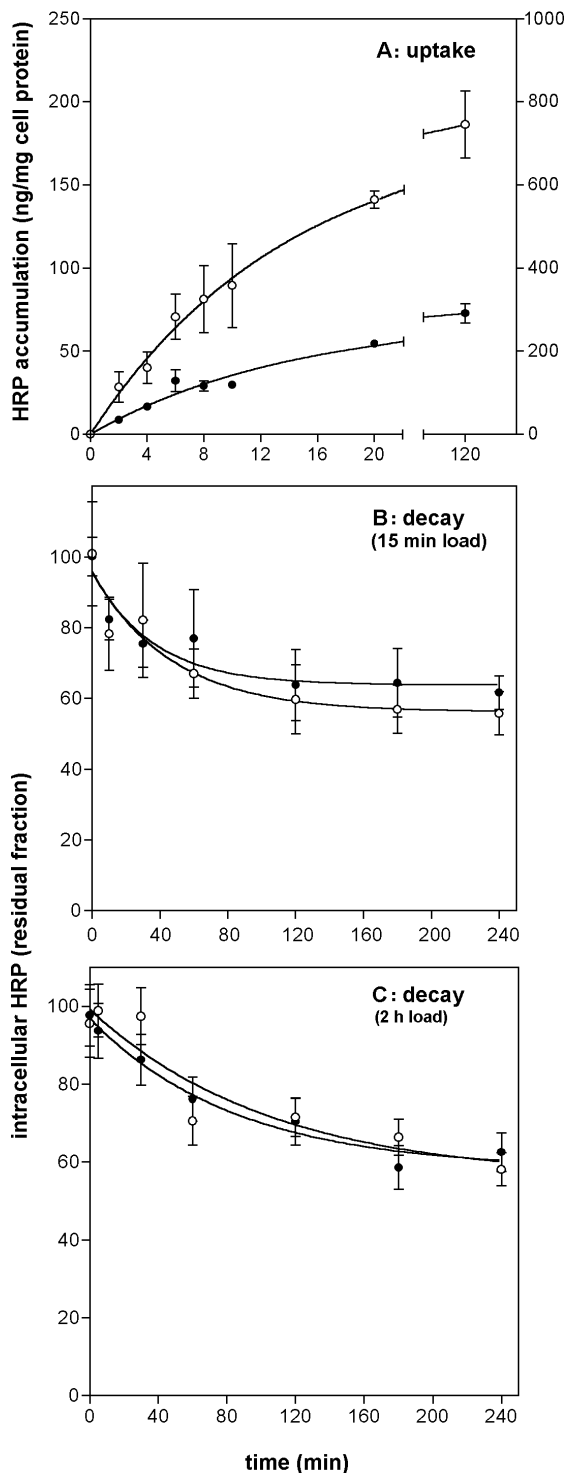 A: uptake
HRP accumulation (ng/mg cell protein)
250
200
150
100
50
0
1000
800
600
400
200
0
0 4 8 12 16 20 120
B: decay
(15 min load)
100
80
60
40
20
0
0 40 80 120 160 200 240
intracellular HRP (residual fraction)
C: decay
(2 h load)
100
80
60
40
20
0
0 40 80 120 160 200 240
time (min)